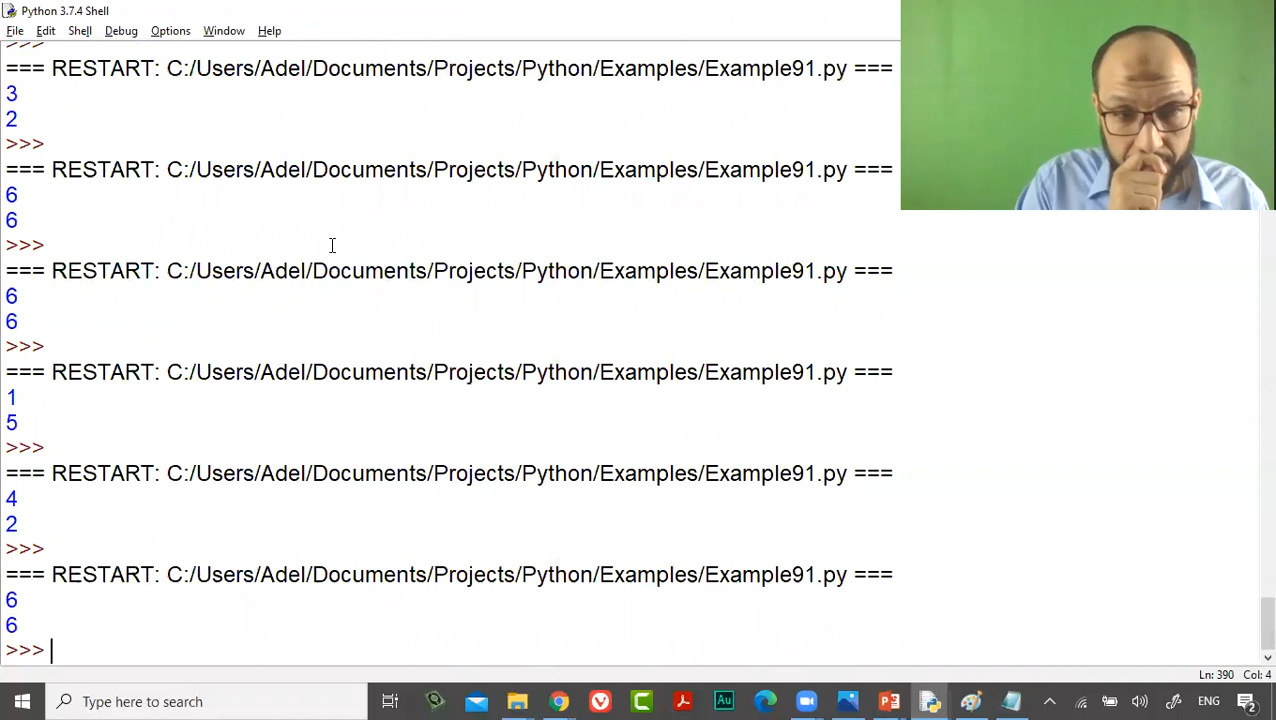 Python 3.7.4 Shell
File Edit Shell Debug Options Window Help
>>>
=== RESTART: C:/Users/Adel/Documents/Projects/Python/Examples/Example91.py ===
3
2
>>>
=== RESTART: C:/Users/Adel/Documents/Projects/Python/Examples/Example91.py ===
6
6
>>>
=== RESTART: C:/Users/Adel/Documents/Projects/Python/Examples/Example91.py ===
6
6
>>>
=== RESTART: C:/Users/Adel/Documents/Projects/Python/Examples/Example91.py ===
1
5
>>>
=== RESTART: C:/Users/Adel/Documents/Projects/Python/Examples/Example91.py ===
4
2
>>>
=== RESTART: C:/Users/Adel/Documents/Projects/Python/Examples/Example91.py ===
6
6
>>>
Ln: 390 Col: 4
Type here to search Au ENG 2